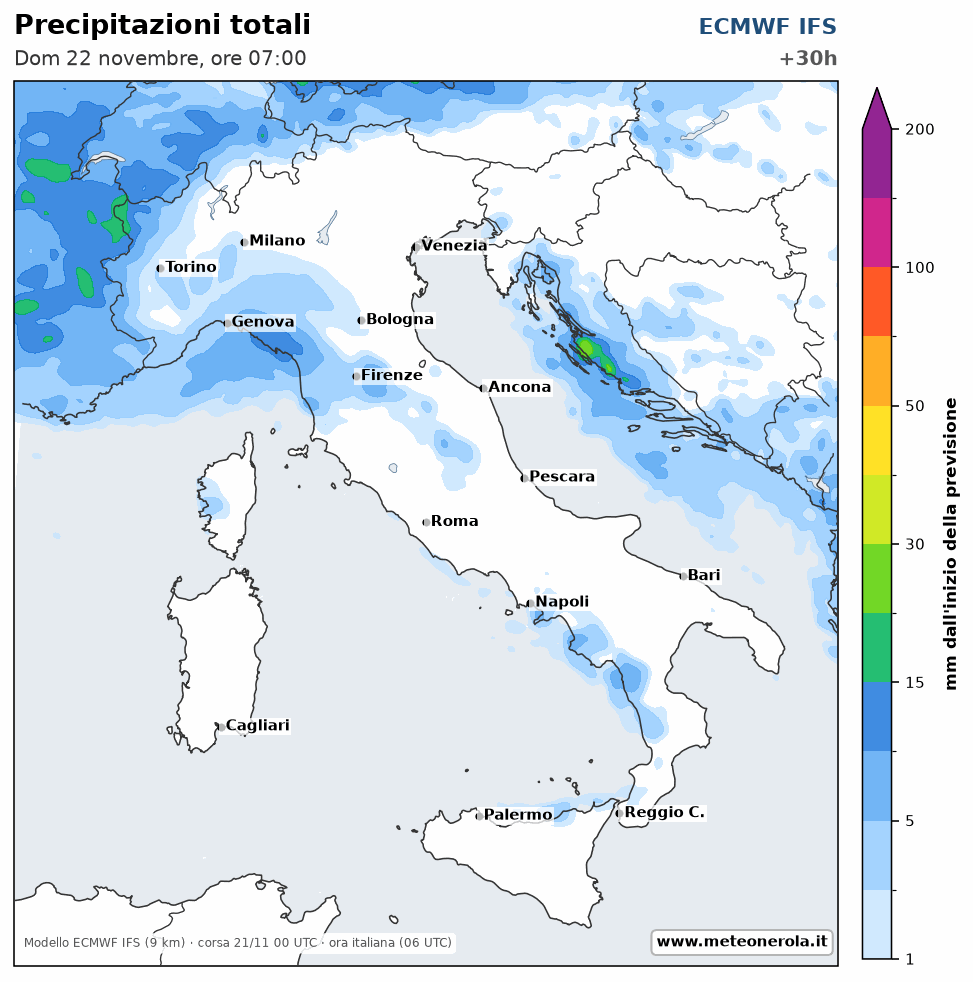 Precipitazioni totali
ECMWF IFS
Dom 22 novembre, ore 07:00
+30h
Milano
Venezia
Torino
Genova
Bologna
Firenze
Ancona
Pescara
Roma
Bari
Napoli
Cagliari
Palermo
Reggio C.
200
100
50
30
15
5
1
mm dall'inizio della previsione
Modello ECMWF IFS (9 km) · corsa 21/11 00 UTC · ora italiana (06 UTC)
www.meteonerola.it